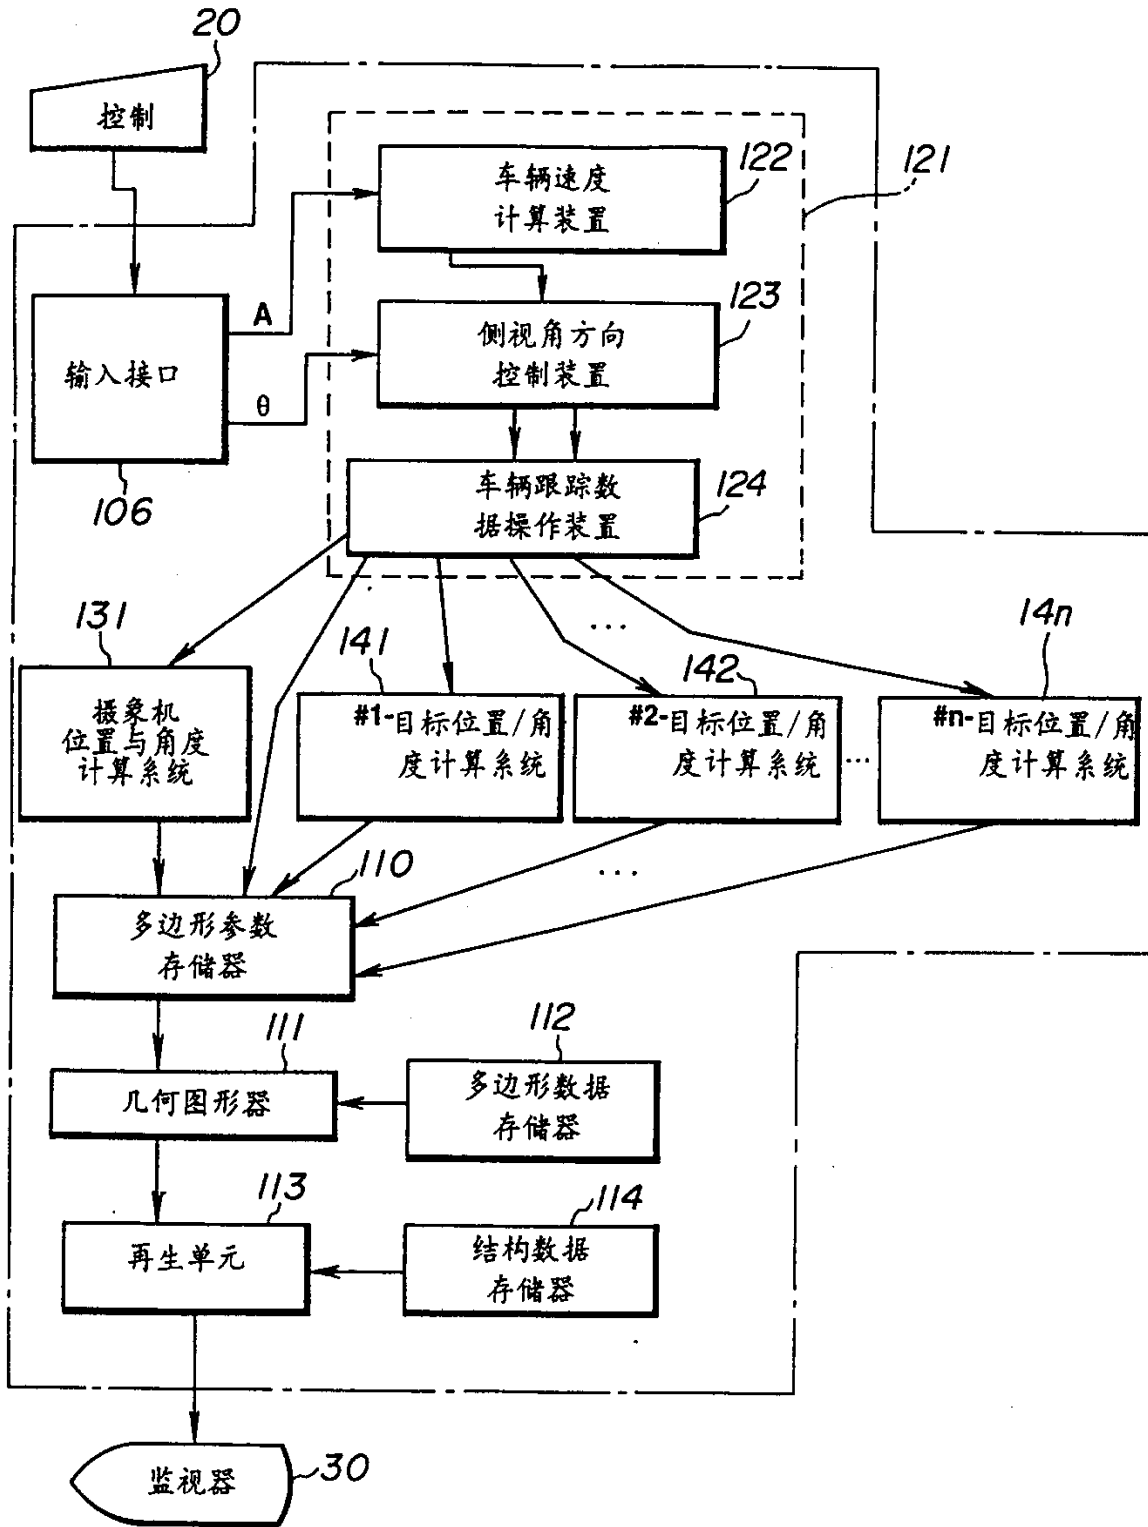 20
控制
121
122
车辆速度
计算装置
A
123
侧视角方向
控制装置
输入接口
θ
106
124
车辆跟踪数
据操作装置
131
摄象机
位置与角度
计算系统
141
#1-目标位置/角
度计算系统
...
142
#2-目标位置/角
度计算系统
...
14n
#n-目标位置/角
度计算系统
110
多边形参数
存储器
...
111
几何图形器
112
多边形数据
存储器
113
再生单元
114
结构数据
存储器
监视器
30